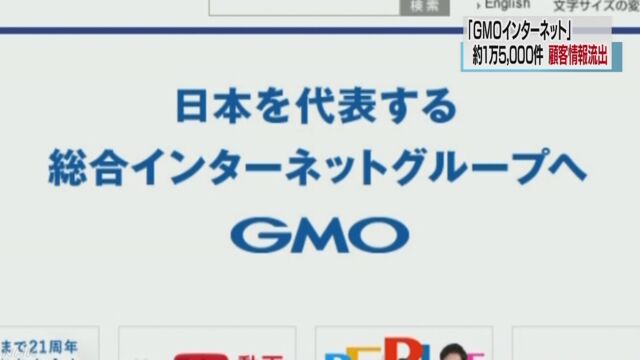 検索
English
文字サイズの変
「GMOインターネット」
約1万5,000件 顧客情報流出
日本を代表する
総合インターネットグループへ
GMO
まで21周年
動画